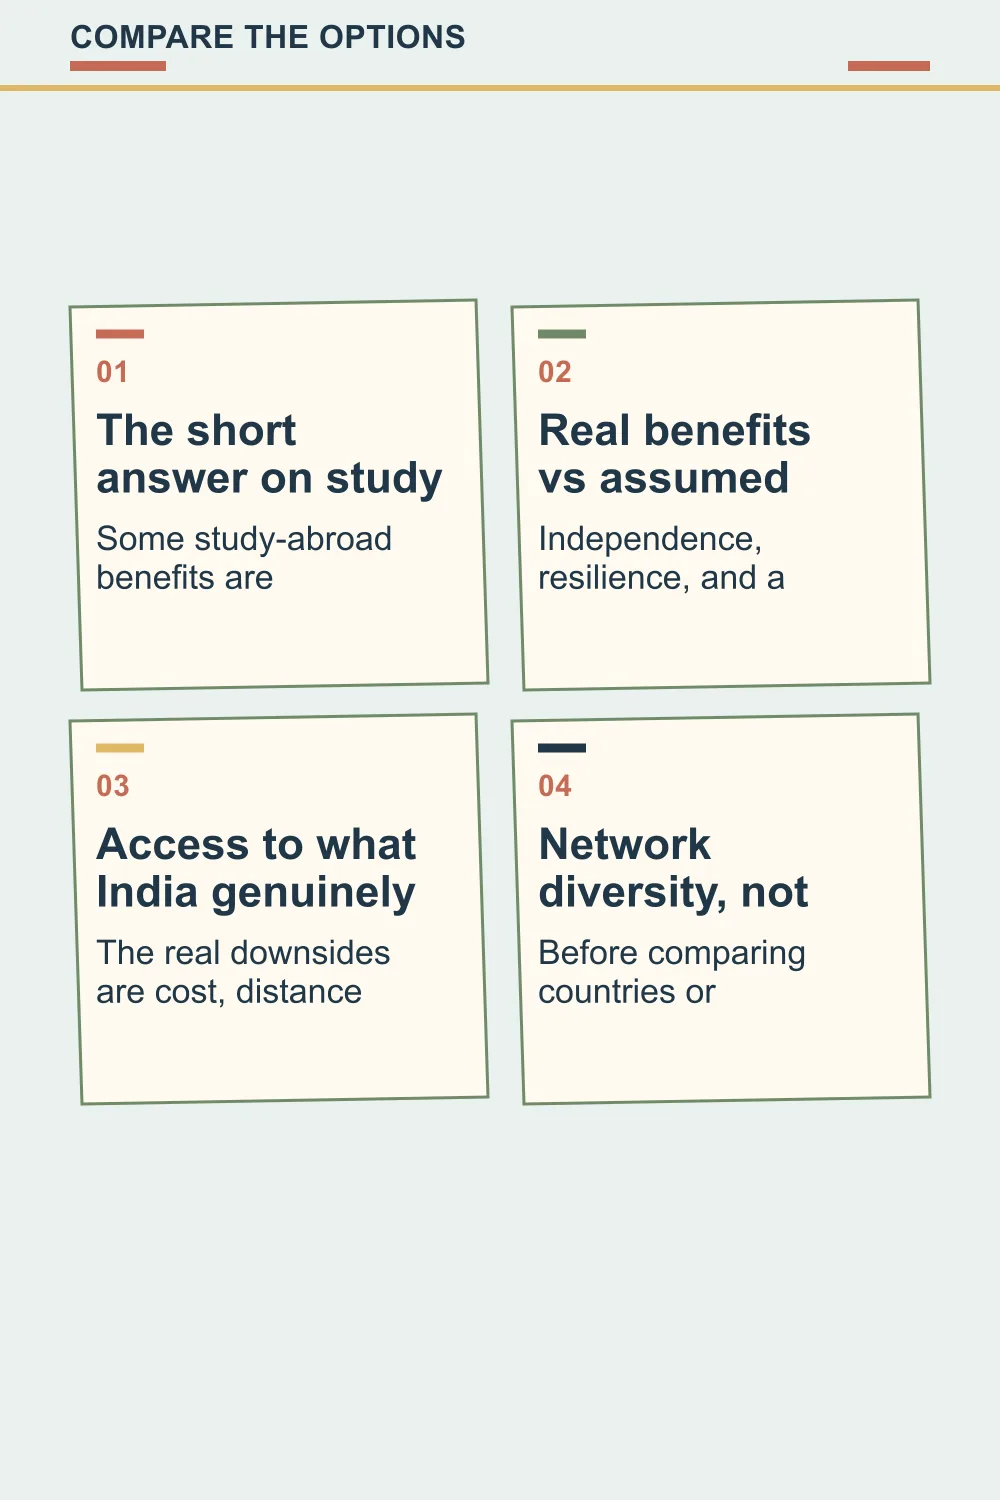 COMPARE THE OPTIONS
01
The short
answer on study
Some study-abroad
benefits are
02
Real benefits
vs assumed
Independence,
resilience, and a
03
Access to what
India genuinely
The real downsides
are cost, distance
04
Network
diversity, not
Before comparing
countries or